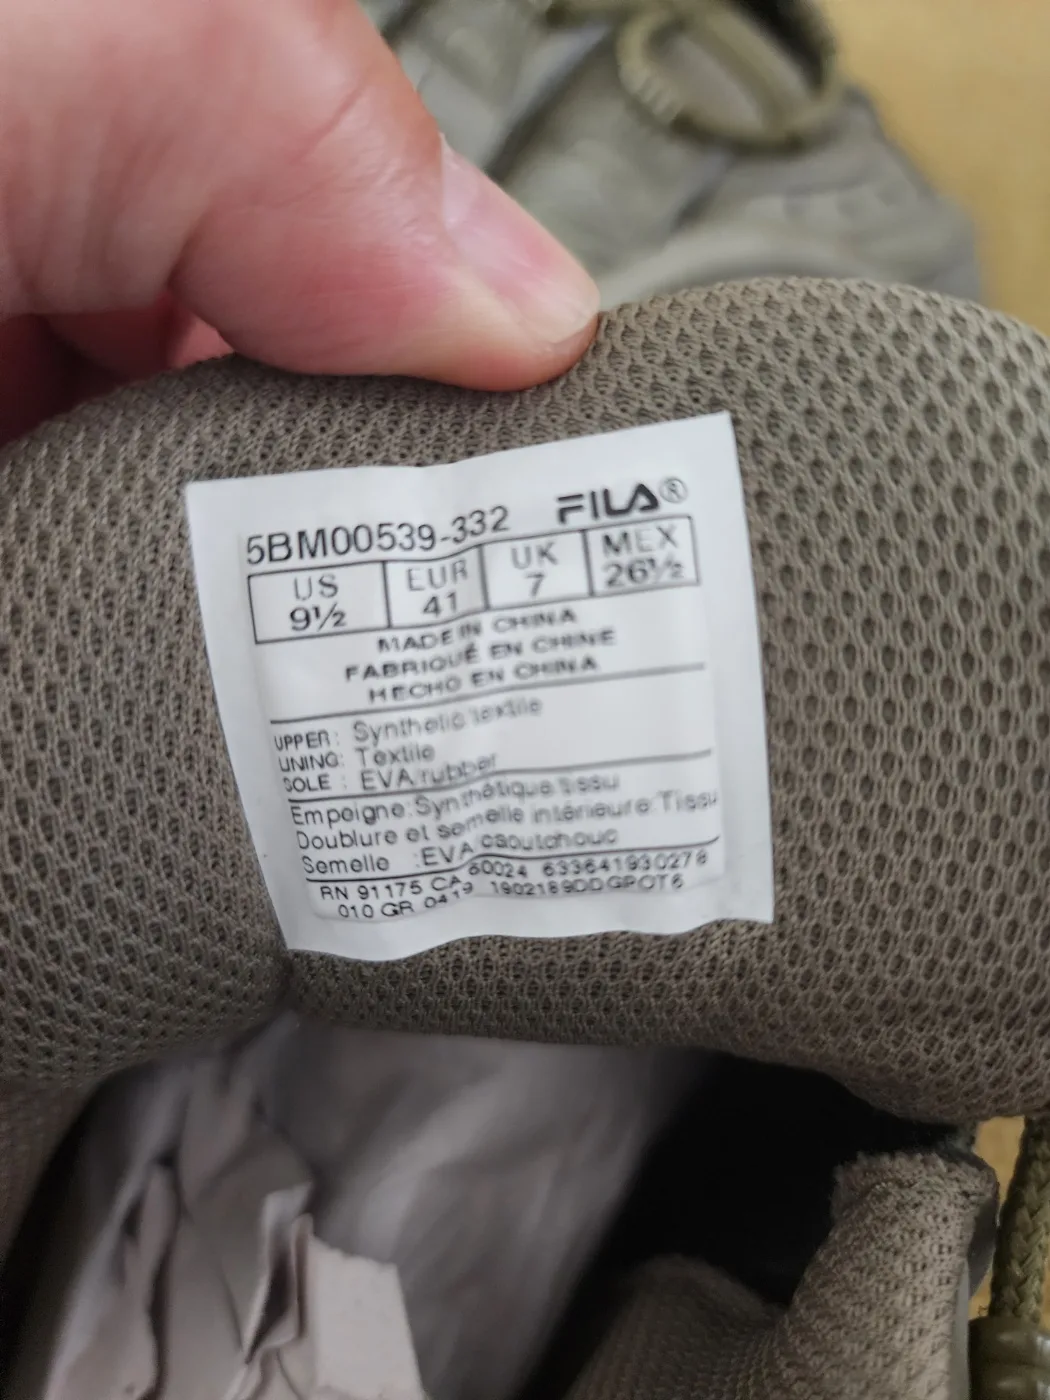 5BM00539-332 FILA®
US EUR UK MEX
9½ 41 7 26½
MADE IN CHINA
FABRIQUÉ EN CHINE
HECHO EN CHINA
UPPER: Synthetic/textile
LINING: Textile
SOLE : EVA/rubber
Empeigne:Synthétique/tissu
Doublure et semelle intérieure:Tissu
Semelle :EVA caoutchouc
RN 91175 CA 60024 633641930278
010 GR 0419 1902189DDGPOT6